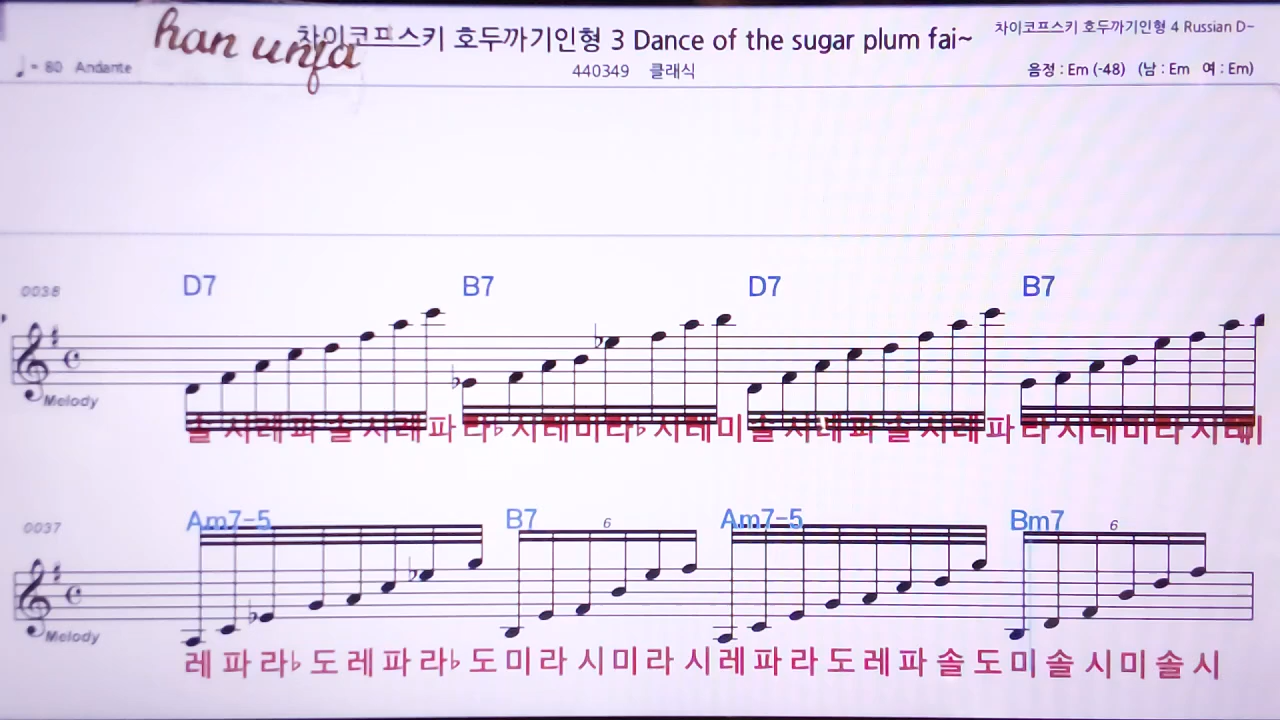 han unfa
차이코프스키 호두까기인형 3 Dance of the sugar plum fai~
차이코프스키 호두까기인형 4 Russian D~
♩= 80 Andante
440349 클래식
음정 : Em (-48) (남 : Em 여 : Em)
D7 B7 D7 B7
0038
Melody
솔 시 레 파 솔 시 레 파 라♭ 시 레 미 라♭ 시 레 미 솔 시 레 파 솔 시 레 파 라 시 레 미 라 시 레 미
Am7-5 B7 6 Am7-5 Bm7 6
0037
Melody
레 파 라♭ 도 레 파 라♭ 도 미 라 시 미 라 시 레 파 라 도 레 파 솔 도 미 솔 시 미 솔 시